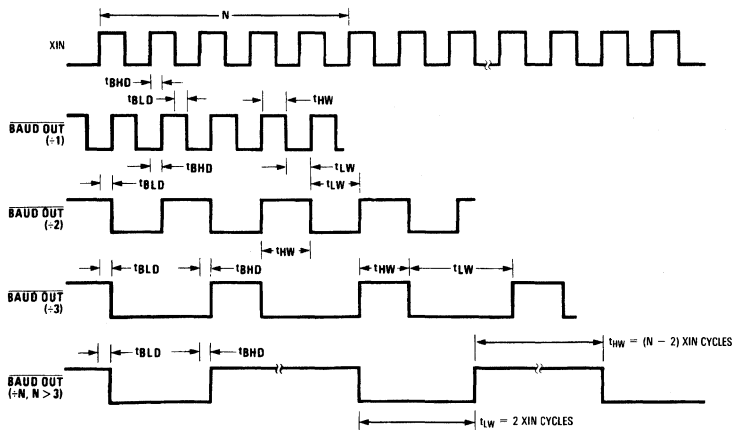 N
XIN
tBHD
tBLD
tHW
BAUD OUT
(÷1)
tBHD
tLW
tBLD
tLW
BAUD OUT
(÷2)
tHW
tBLD
tBHD
tHW
tLW
BAUD OUT
(÷3)
tHW = (N − 2) XIN CYCLES
tBLD
tBHD
BAUD OUT
(÷N, N > 3)
tLW = 2 XIN CYCLES